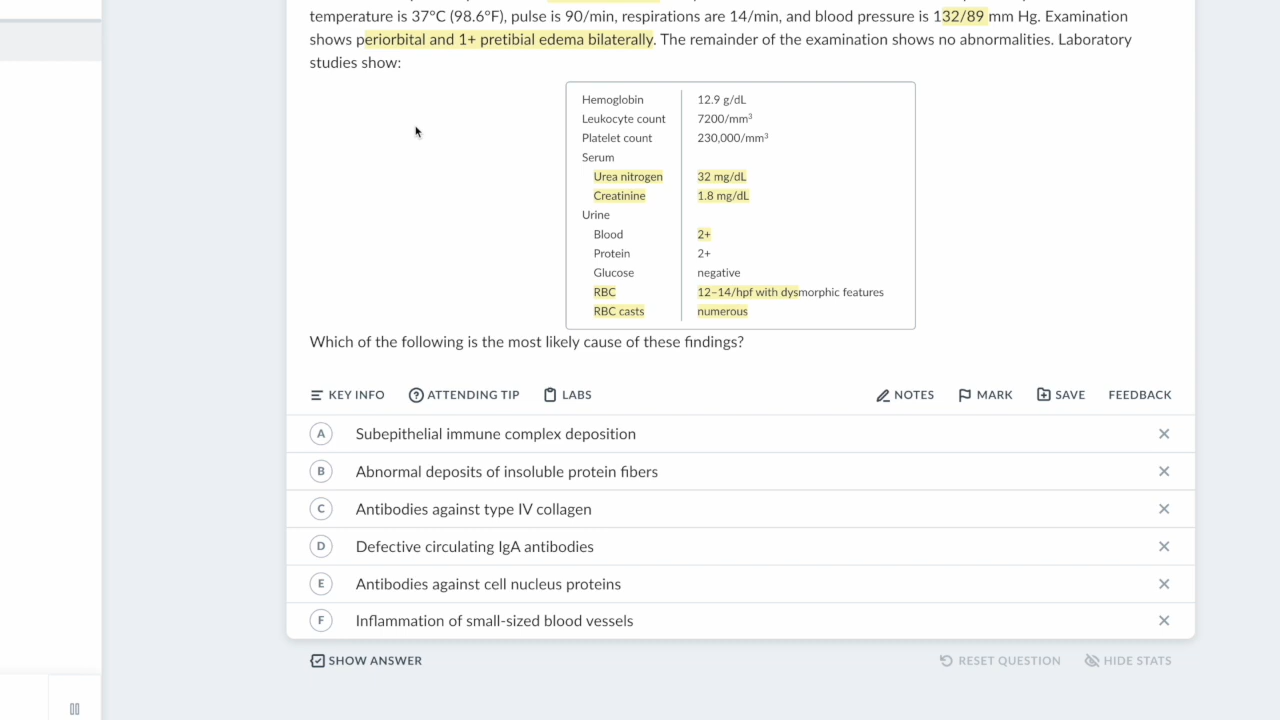 temperature is 37°C (98.6°F), pulse is 90/min, respirations are 14/min, and blood pressure is 132/89 mm Hg. Examination
shows periorbital and 1+ pretibial edema bilaterally. The remainder of the examination shows no abnormalities. Laboratory
studies show:
Hemoglobin 12.9 g/dL
Leukocyte count 7200/mm³
Platelet count 230,000/mm³
Serum
Urea nitrogen 32 mg/dL
Creatinine 1.8 mg/dL
Urine
Blood 2+
Protein 2+
Glucose negative
RBC 12–14/hpf with dysmorphic features
RBC casts numerous
Which of the following is the most likely cause of these findings?
KEY INFO ATTENDING TIP LABS NOTES MARK SAVE FEEDBACK
A Subepithelial immune complex deposition
B Abnormal deposits of insoluble protein fibers
C Antibodies against type IV collagen
D Defective circulating IgA antibodies
E Antibodies against cell nucleus proteins
F Inflammation of small-sized blood vessels
SHOW ANSWER RESET QUESTION HIDE STATS